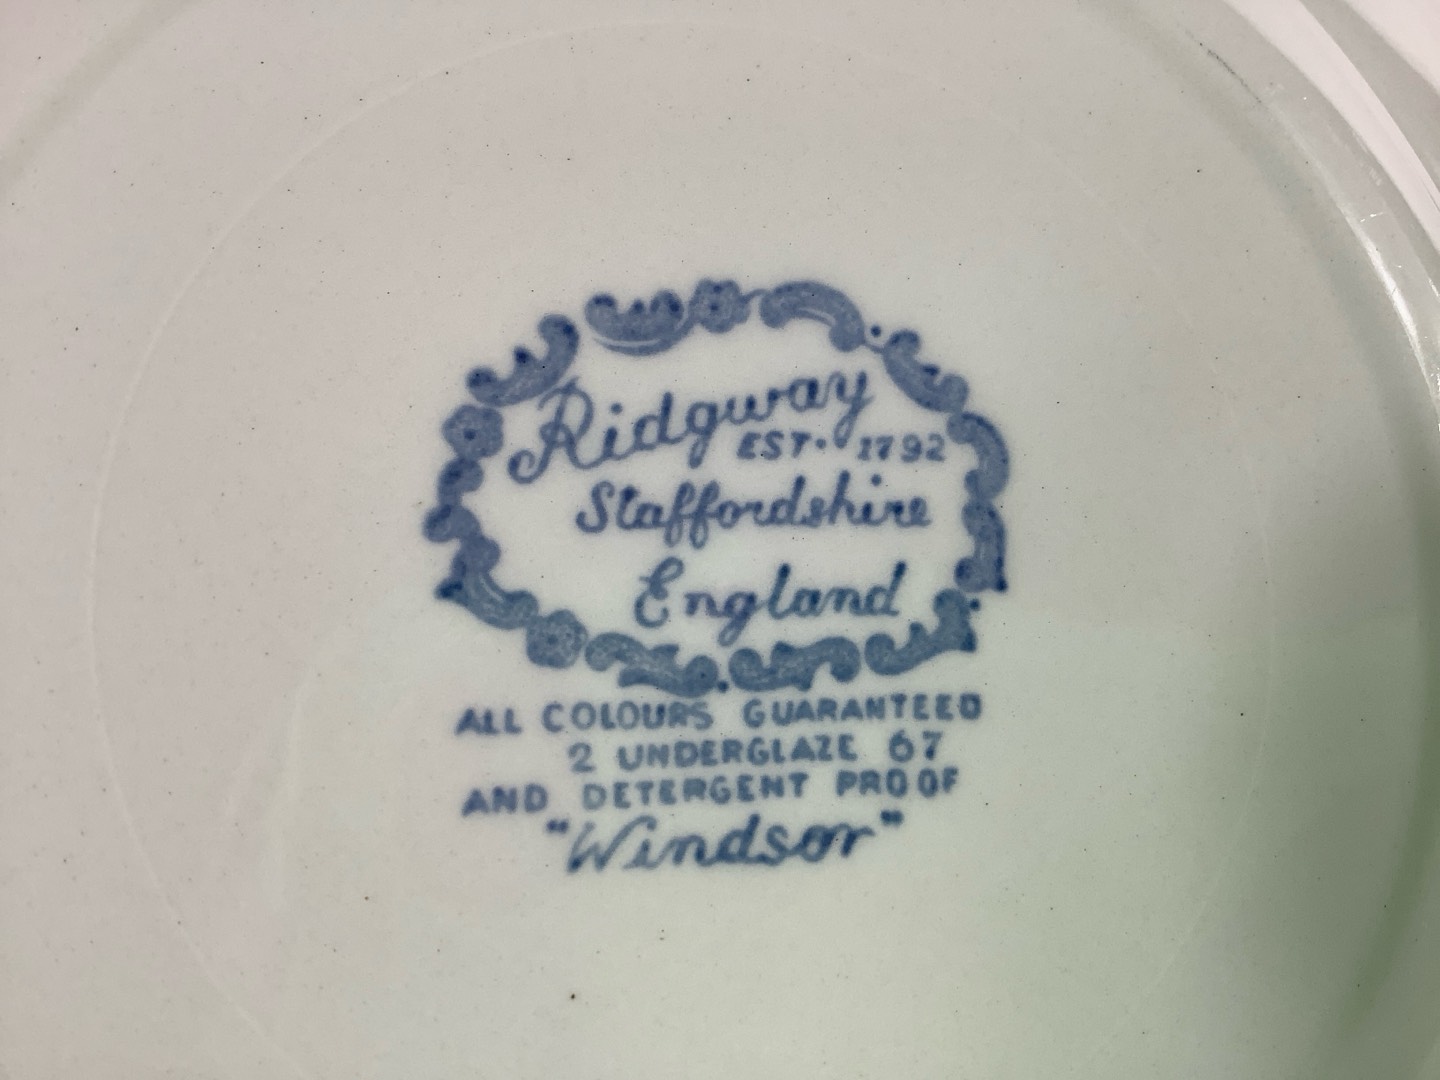 Ridgway
EST. 1792
Staffordshire
England
ALL COLOURS GUARANTEED
2 UNDERGLAZE 67
AND DETERGENT PROOF
"Windsor"